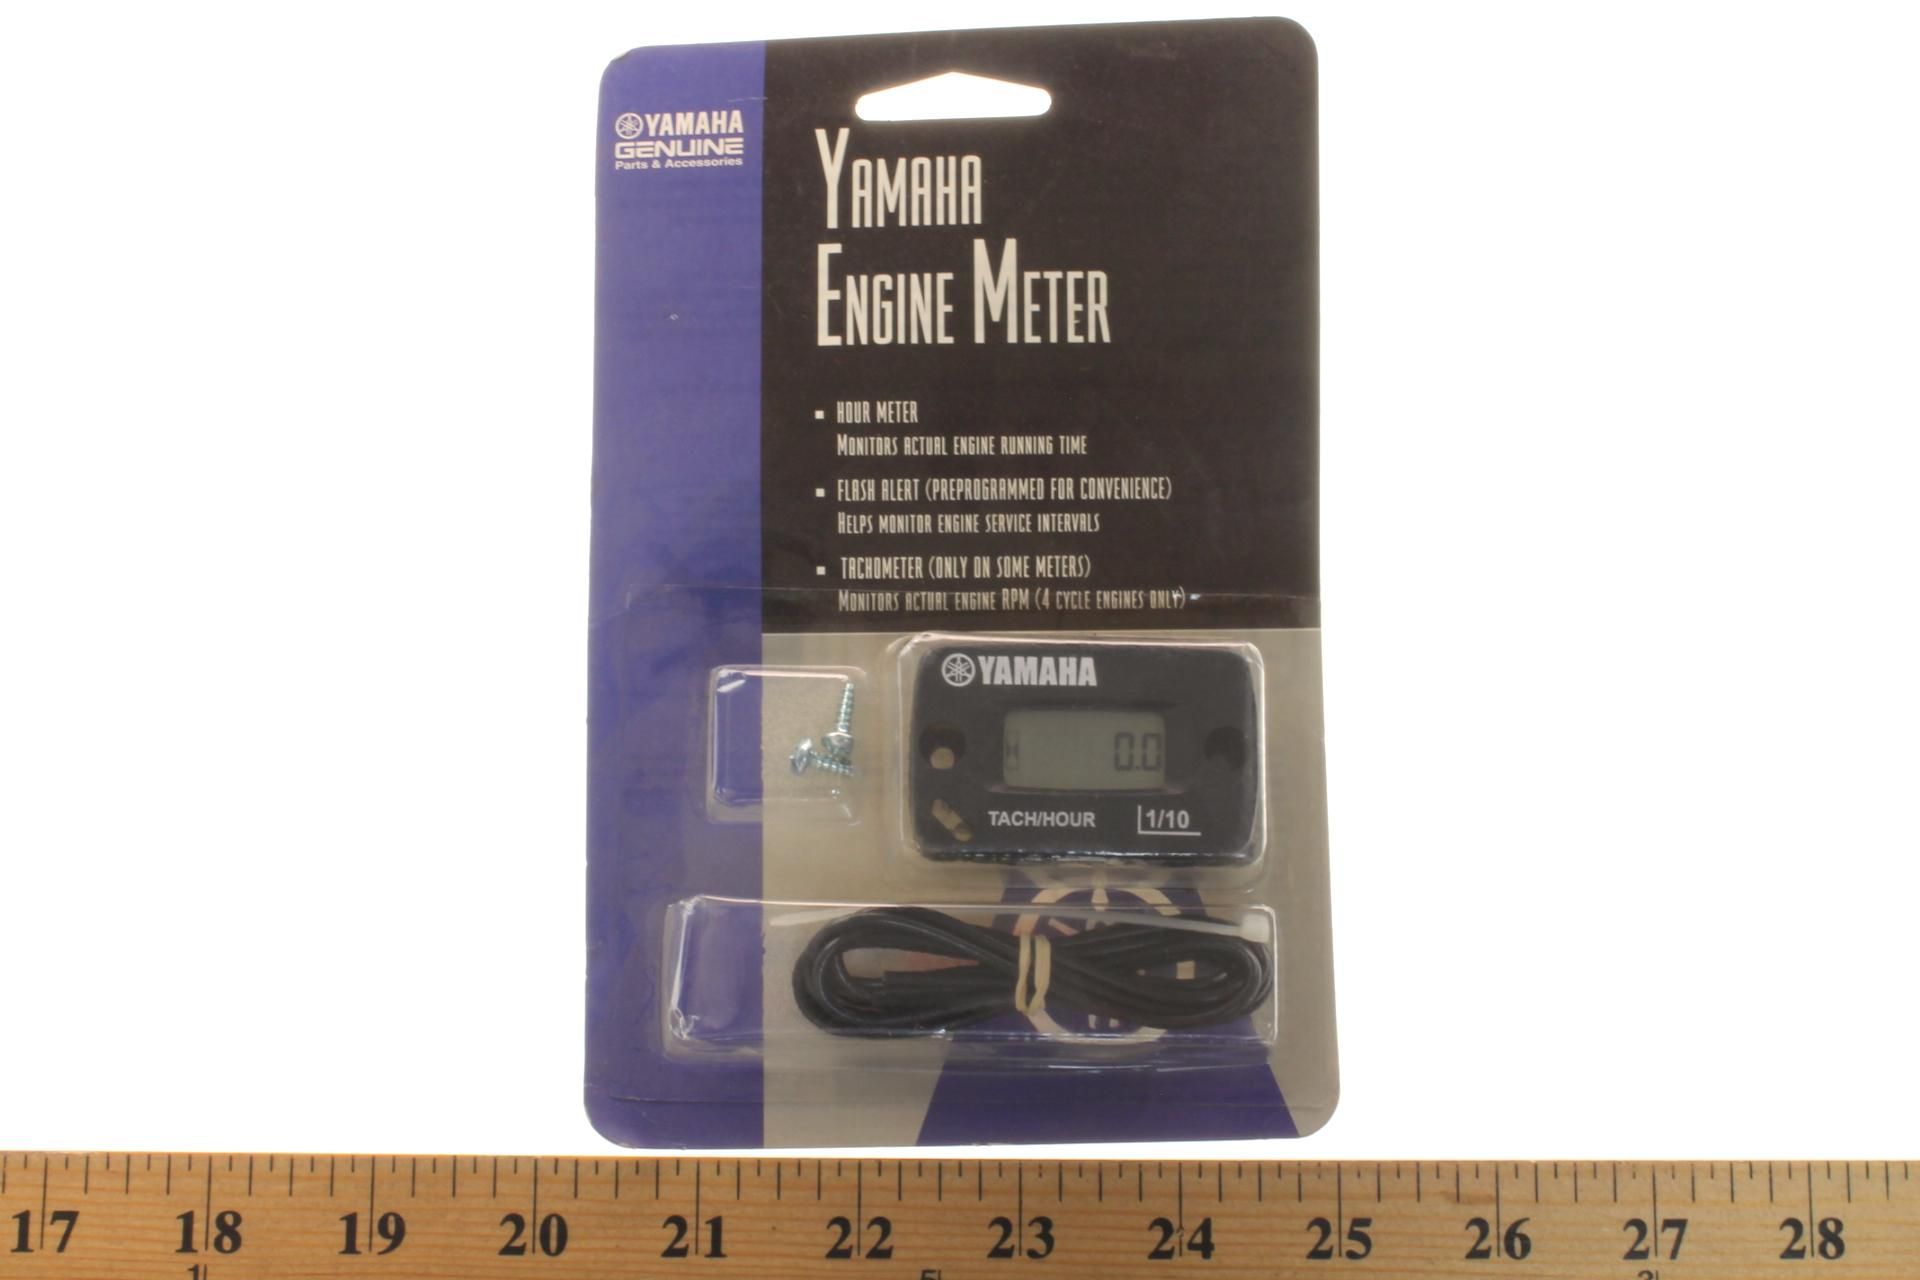 YAMAHA
GENUINE
Parts & Accessories
YAMAHA
ENGINE METER
▪ HOUR METER
MONITORS ACTUAL ENGINE RUNNING TIME
▪ FLASH ALERT (PREPROGRAMMED FOR CONVENIENCE)
HELPS MONITOR ENGINE SERVICE INTERVALS
▪ TACHOMETER (ONLY ON SOME METERS)
MONITORS ACTUAL ENGINE RPM (4 CYCLE ENGINES ONLY)
YAMAHA
0.0
TACH/HOUR 1/10
17 18 19 20 21 22 23 24 25 26 27 28